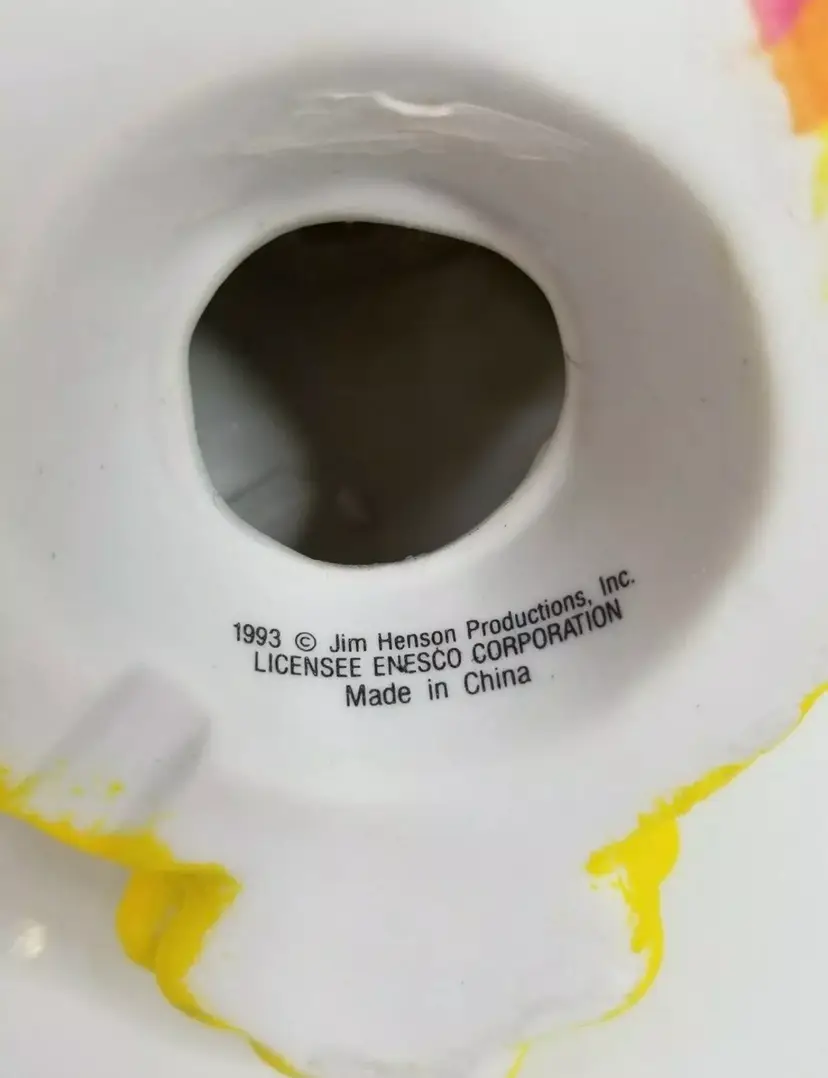 1993 © Jim Henson Productions, Inc.
LICENSEE ENESCO CORPORATION
Made in China